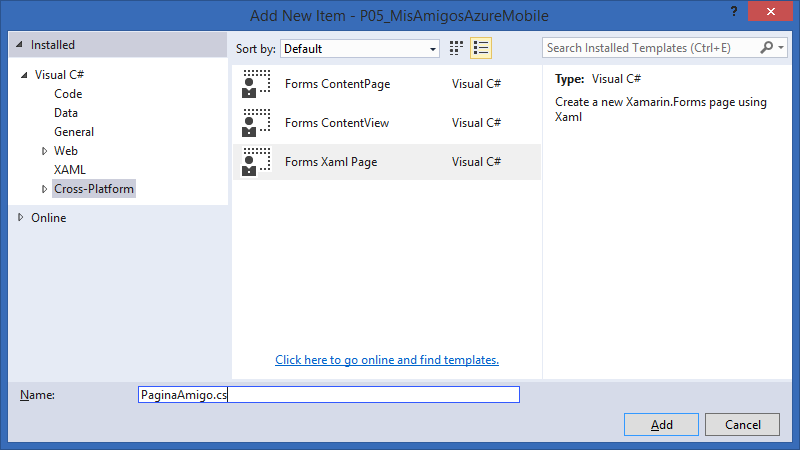 Add New Item - P05_MisAmigosAzureMobile
?
Installed
Visual C#
Code
Data
General
Web
XAML
Cross-Platform
Online
Sort by: Default
Forms ContentPage Visual C#
Forms ContentView Visual C#
Forms Xaml Page Visual C#
Click here to go online and find templates.
Search Installed Templates (Ctrl+E)
Type: Visual C#
Create a new Xamarin.Forms page using
Xaml
Name: PaginaAmigo.cs
Add Cancel